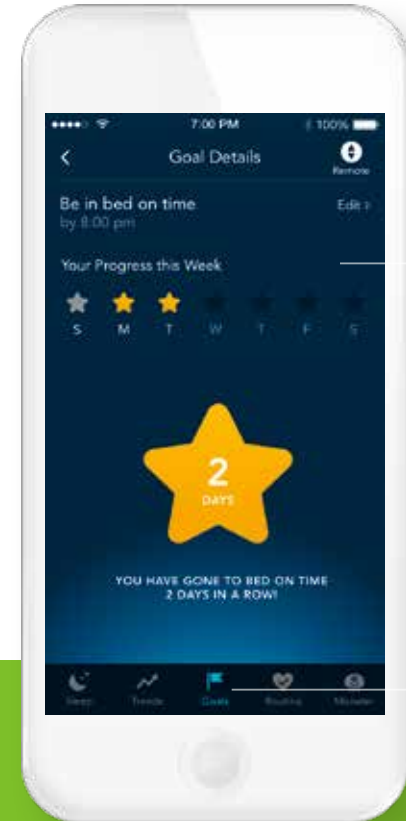 7:00 PM 100%
Goal Details
Remote
Be in bed on time Edit >
by 8:00 pm
Your Progress this Week
S M T W T F S
2
DAYS
YOU HAVE GONE TO BED ON TIME
2 DAYS IN A ROW!
Sleep Trends Goals Routine Monster